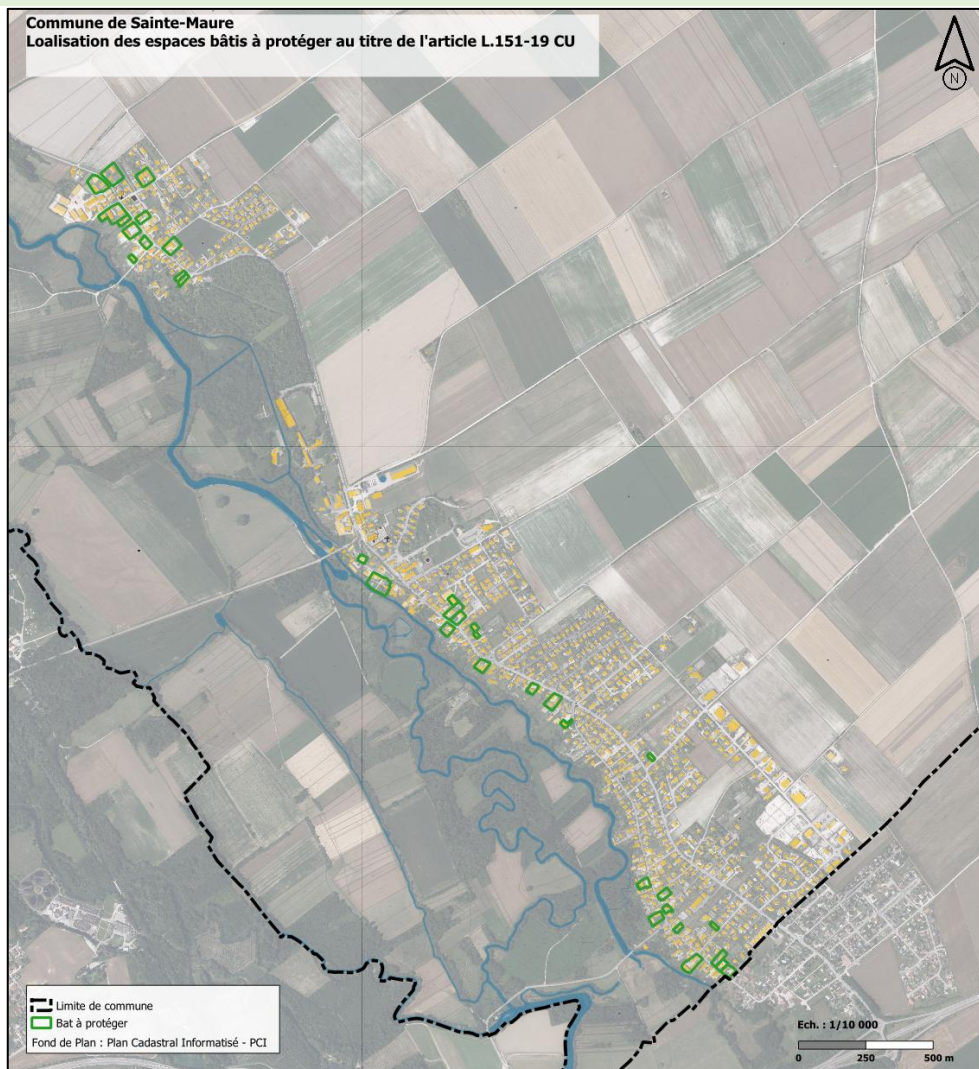 Commune de Sainte-Maure
Loalisation des espaces bâtis à protéger au titre de l'article L.151-19 CU
N
Limite de commune
Bat à protéger
Fond de Plan : Plan Cadastral Informatisé - PCI
Ech. : 1/10 000
0 250 500 m